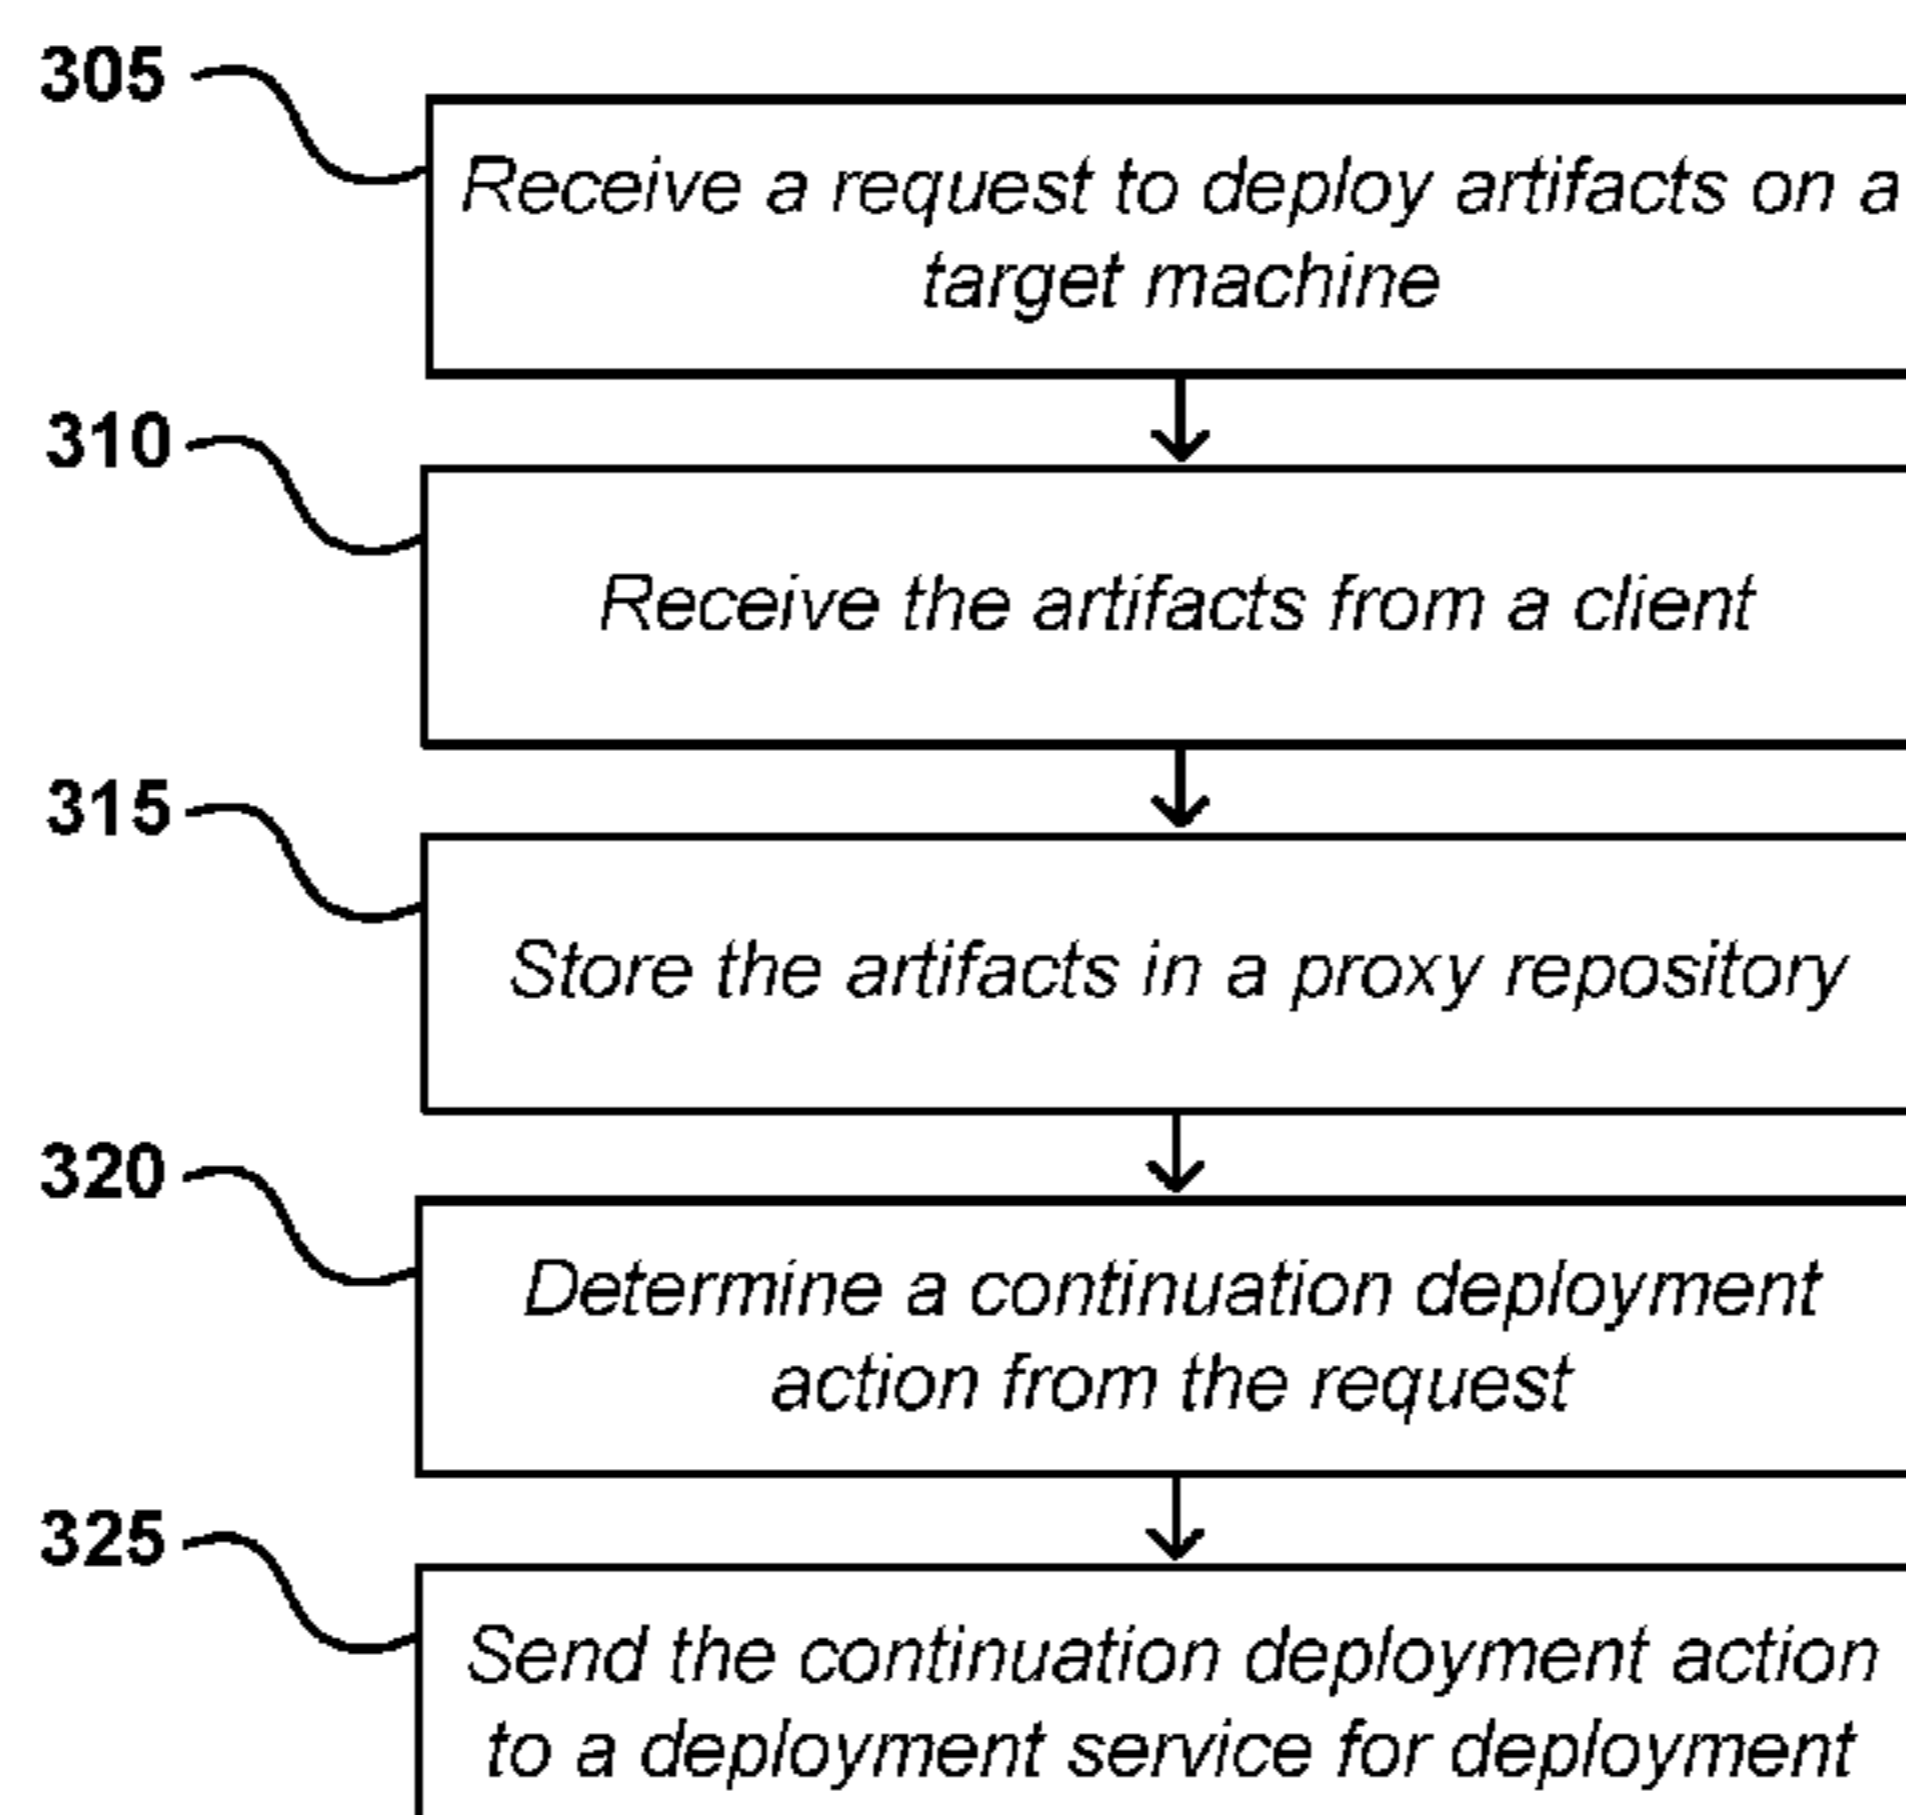 305
Receive a request to deploy artifacts on a
target machine
310
Receive the artifacts from a client
315
Store the artifacts in a proxy repository
320
Determine a continuation deployment
action from the request
325
Send the continuation deployment action
to a deployment service for deployment